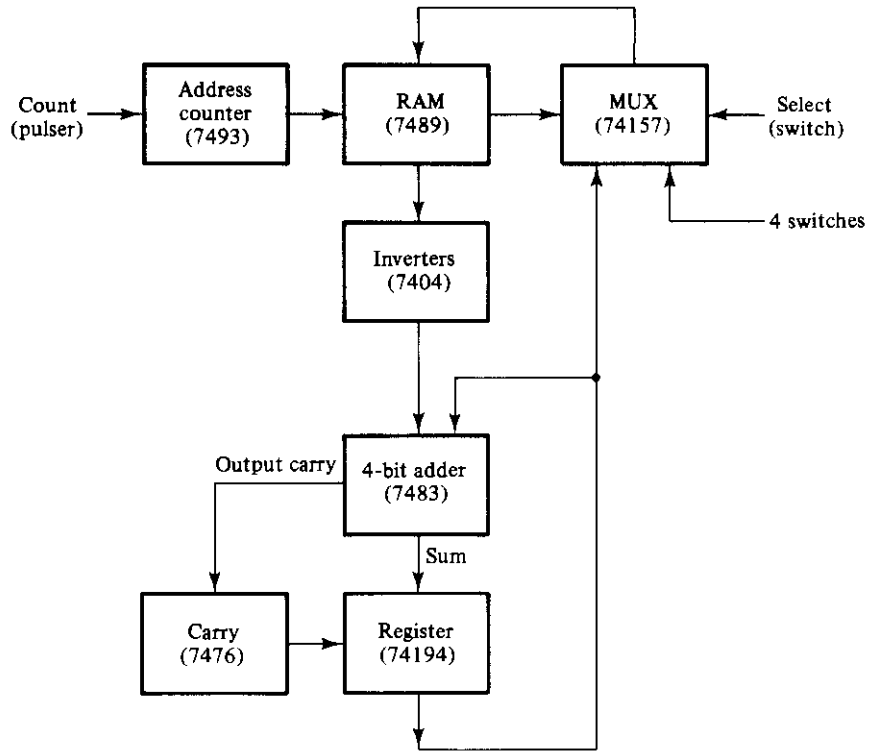 Count
(pulser)
Address
counter
(7493)
RAM
(7489)
MUX
(74157)
Select
(switch)
4 switches
Inverters
(7404)
Output carry
4-bit adder
(7483)
Sum
Carry
(7476)
Register
(74194)